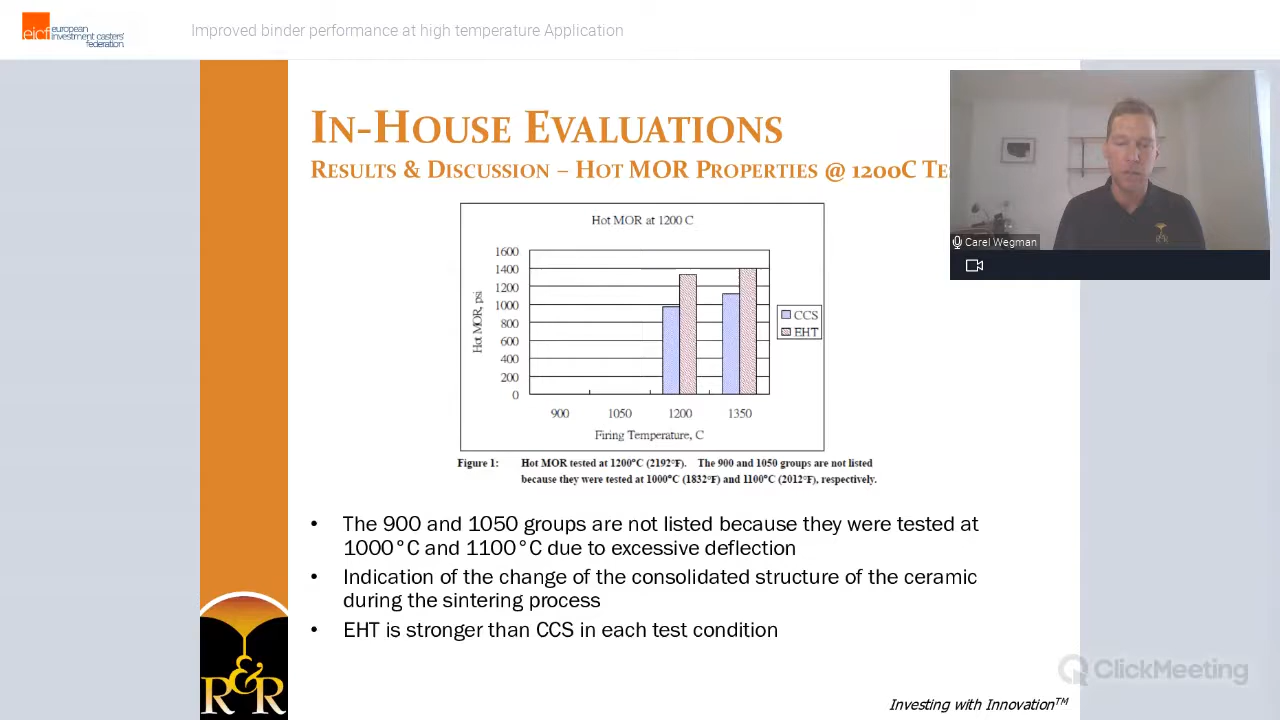 eicf european
investment casters'
federation.
Improved binder performance at high temperature Application
IN-HOUSE EVALUATIONS
RESULTS & DISCUSSION – HOT MOR PROPERTIES @ 1200C
Carel Wegman
Hot MOR at 1200 C
1600
1400
1200
1000
800
600
400
200
0
Hot MOR, psi
900 1050 1200 1350
Firing Temperature, C
CCS
EHT
Figure 1: Hot MOR tested at 1200°C (2192°F). The 900 and 1050 groups are not listed
because they were tested at 1000°C (1832°F) and 1100°C (2012°F), respectively.
• The 900 and 1050 groups are not listed because they were tested at
1000°C and 1100°C due to excessive deflection
• Indication of the change of the consolidated structure of the ceramic
during the sintering process
• EHT is stronger than CCS in each test condition
R&R
ClickMeeting
Investing with Innovation™